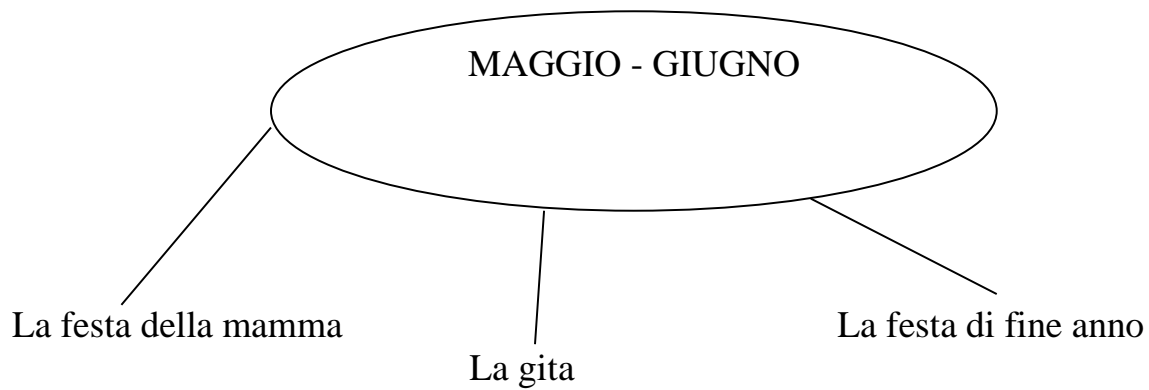 MAGGIO - GIUGNO
La festa della mamma
La gita
La festa di fine anno